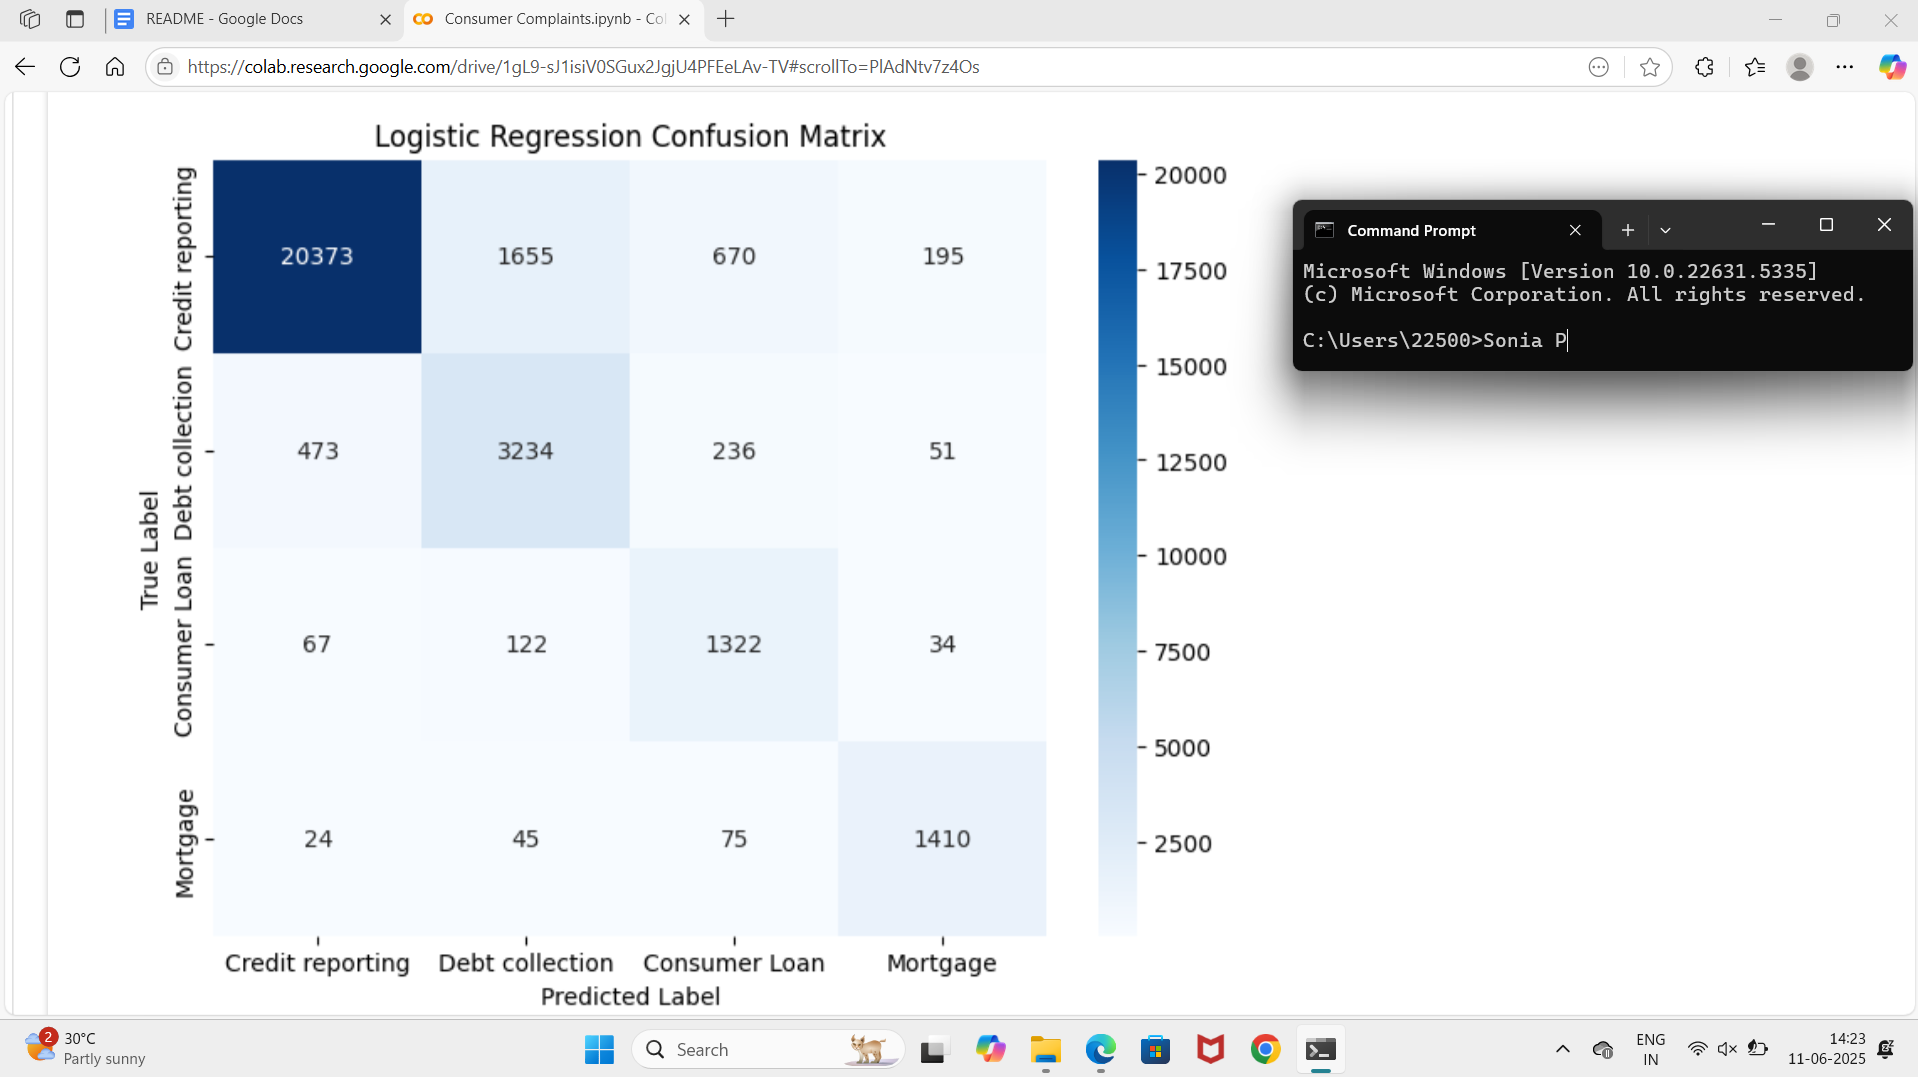 README - Google Docs
Consumer Complaints.ipynb - Co
https://colab.research.google.com/drive/1gL9-sJ1isiV0SGux2JgjU4PFEeLAv-TV#scrollTo=PlAdNtv7z4Os
Logistic Regression Confusion Matrix
True Label
Credit reporting
20373 1655 670 195
Debt collection
473 3234 236 51
Consumer Loan
67 122 1322 34
Mortgage
24 45 75 1410
Credit reporting Debt collection Consumer Loan Mortgage
Predicted Label
20000
17500
15000
12500
10000
7500
5000
2500
Command Prompt
Microsoft Windows [Version 10.0.22631.5335]
(c) Microsoft Corporation. All rights reserved.
C:\Users\22500>Sonia P
2
30°C
Partly sunny
Search
ENG
IN
14:23
11-06-2025